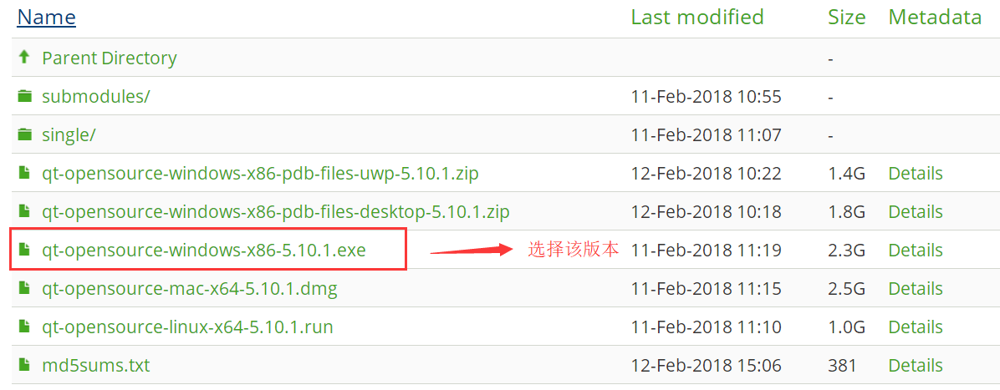 Name Last modified Size Metadata
Parent Directory -
submodules/ 11-Feb-2018 10:55 -
single/ 11-Feb-2018 11:07 -
qt-opensource-windows-x86-pdb-files-uwp-5.10.1.zip 12-Feb-2018 10:22 1.4G Details
qt-opensource-windows-x86-pdb-files-desktop-5.10.1.zip 12-Feb-2018 10:18 1.8G Details
qt-opensource-windows-x86-5.10.1.exe 选择该版本 11-Feb-2018 11:19 2.3G Details
qt-opensource-mac-x64-5.10.1.dmg 11-Feb-2018 11:15 2.5G Details
qt-opensource-linux-x64-5.10.1.run 11-Feb-2018 11:10 1.0G Details
md5sums.txt 12-Feb-2018 15:06 381 Details